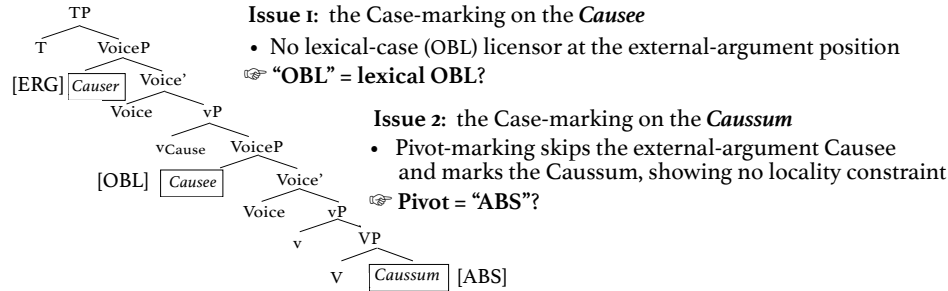 TP
Issue 1: the Case-marking on the Causee
T VoiceP
• No lexical-case (OBL) licensor at the external-argument position
[ERG] Causer Voice’
☞ “OBL” = lexical OBL?
Voice vP
Issue 2: the Case-marking on the Caussum
vCause VoiceP
• Pivot-marking skips the external-argument Causee
and marks the Caussum, showing no locality constraint
[OBL] Causee Voice’
☞ Pivot = “ABS”?
Voice vP
v VP
V Caussum [ABS]